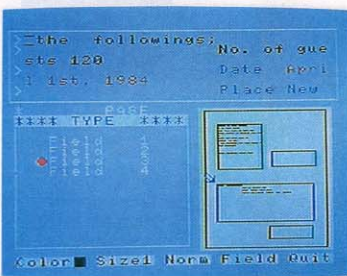 the followings;
No. of gue
sts 120
Date Apri
l 1st, 1984
Place New
PAGE
**** TYPE ****
Field 1
Field 2
Field 3
Field 4
Color Size1 Norm Field Quit